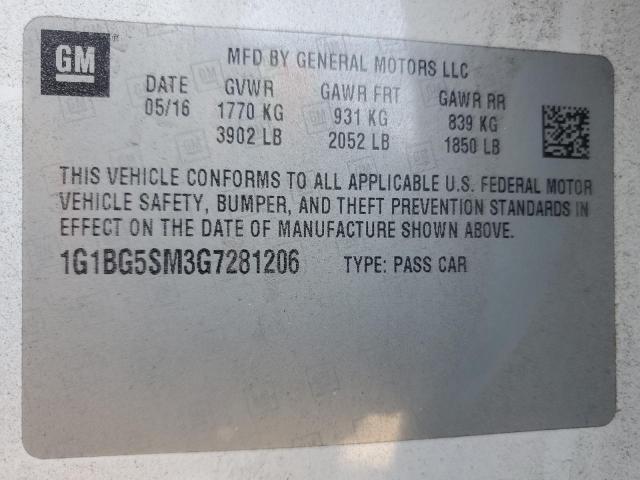 GM
MFD BY GENERAL MOTORS LLC
DATE GVWR GAWR FRT GAWR RR
05/16 1770 KG 931 KG 839 KG
3902 LB 2052 LB 1850 LB
THIS VEHICLE CONFORMS TO ALL APPLICABLE U.S. FEDERAL MOTOR
VEHICLE SAFETY, BUMPER, AND THEFT PREVENTION STANDARDS IN
EFFECT ON THE DATE OF MANUFACTURE SHOWN ABOVE.
1G1BG5SM3G7281206 TYPE: PASS CAR